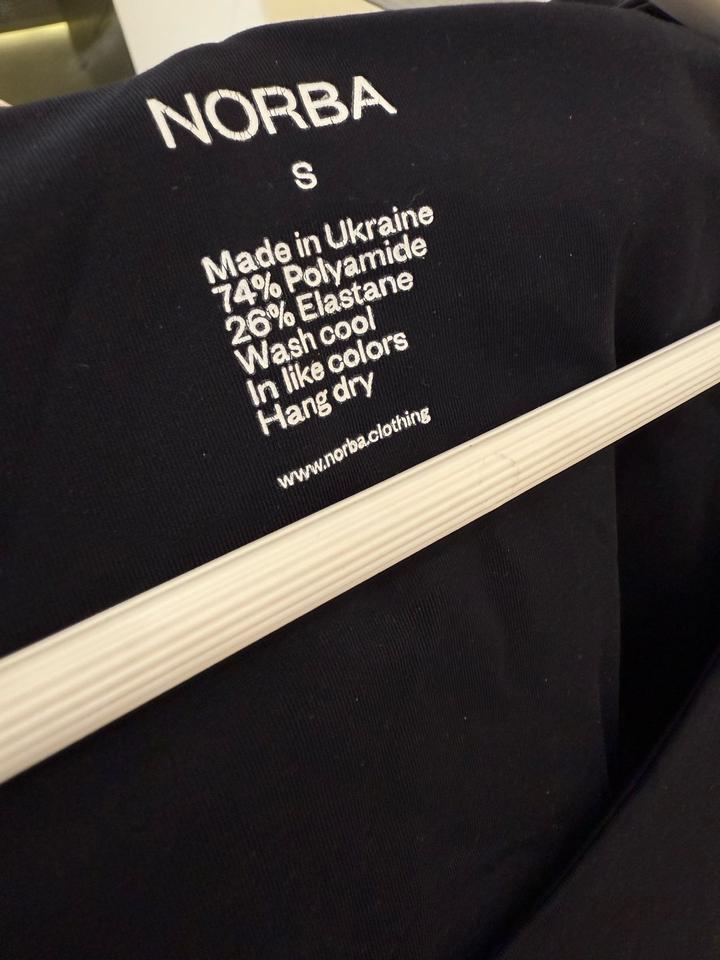 NORBA
S
Made in Ukraine
74% Polyamide
26% Elastane
Wash cool
In like colors
Hang dry
www.norba.clothing